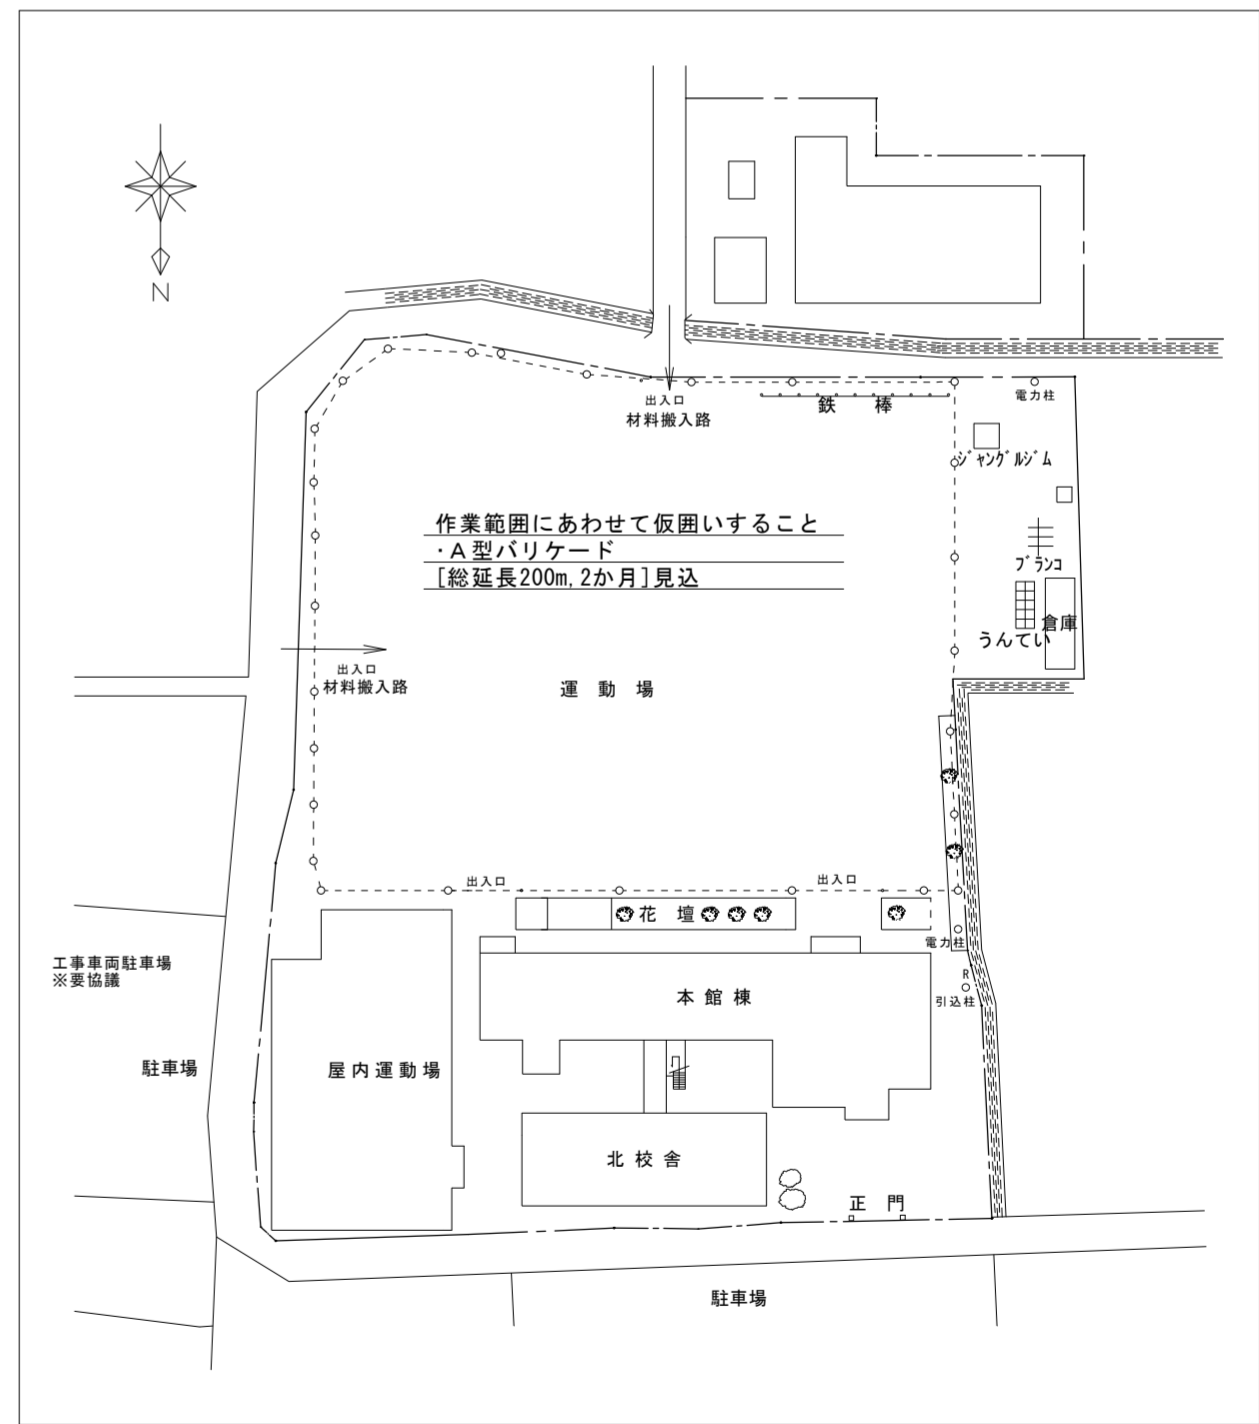 N
出入口
材料搬入路
鉄 棒
電力柱
ジャングルジム
作業範囲にあわせて仮囲いすること
・A型バリケード
[総延長200m,2か月]見込
ブランコ
倉庫
うんてい
出入口
材料搬入路
運 動 場
出入口
出入口
花 壇
電力柱
R
引込柱
工事車両駐車場
※要協議
本 館 棟
駐車場
屋 内 運 動 場
北 校 舎
正 門
駐車場